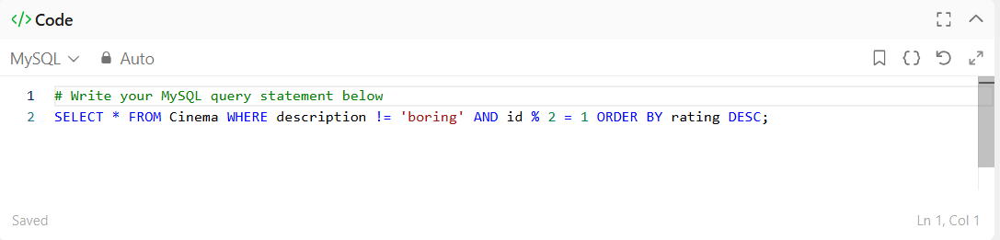 </> Code
MySQL Auto
1 # Write your MySQL query statement below
2 SELECT * FROM Cinema WHERE description != 'boring' AND id % 2 = 1 ORDER BY rating DESC;
Saved Ln 1, Col 1